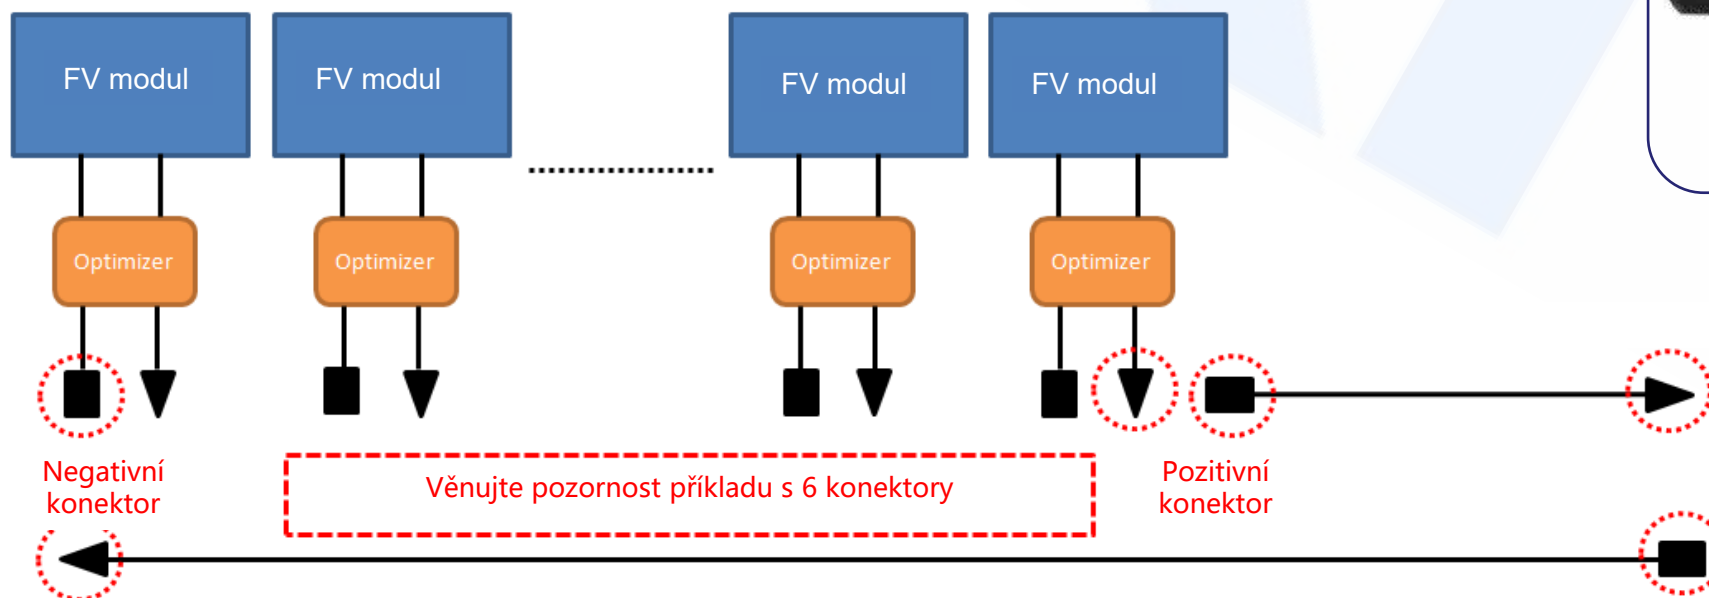 FV modul
FV modul
FV modul
FV modul
Optimizer
Optimizer
Optimizer
Optimizer
Negativní
konektor
Věnujte pozornost příkladu s 6 konektory
Pozitivní
konektor